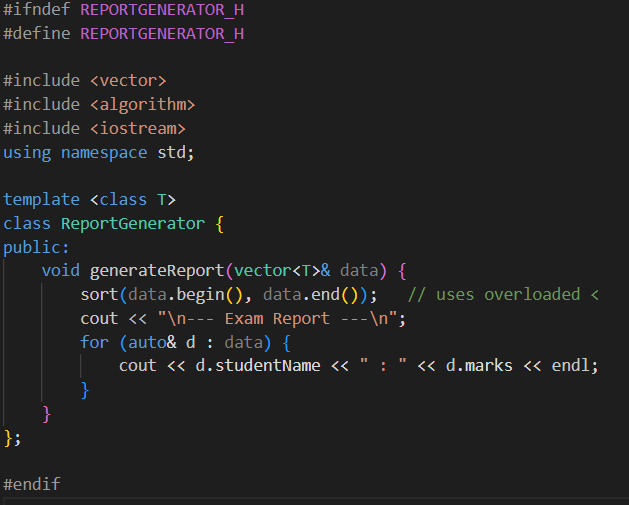 #ifndef REPORTGENERATOR_H
#define REPORTGENERATOR_H

#include <vector>
#include <algorithm>
#include <iostream>
using namespace std;

template <class T>
class ReportGenerator {
public:
    void generateReport(vector<T>& data) {
        sort(data.begin(), data.end());   // uses overloaded <
        cout << "\n--- Exam Report ---\n";
        for (auto& d : data) {
            cout << d.studentName << " : " << d.marks << endl;
        }
    }
};

#endif